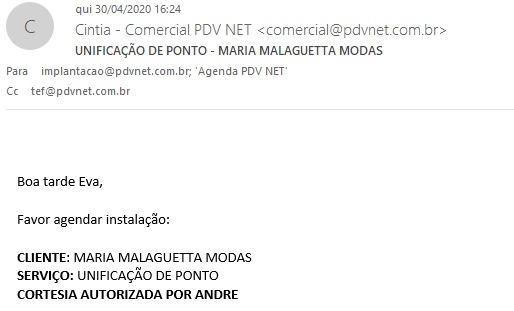 qui 30/04/2020 16:24
C
Cintia - Comercial PDV NET <comercial@pdvnet.com.br>
UNIFICAÇÃO DE PONTO - MARIA MALAGUETTA MODAS
Para implantacao@pdvnet.com.br; 'Agenda PDV NET'
Cc tef@pdvnet.com.br
Boa tarde Eva,
Favor agendar instalação:
CLIENTE: MARIA MALAGUETTA MODAS
SERVIÇO: UNIFICAÇÃO DE PONTO
CORTESIA AUTORIZADA POR ANDRE